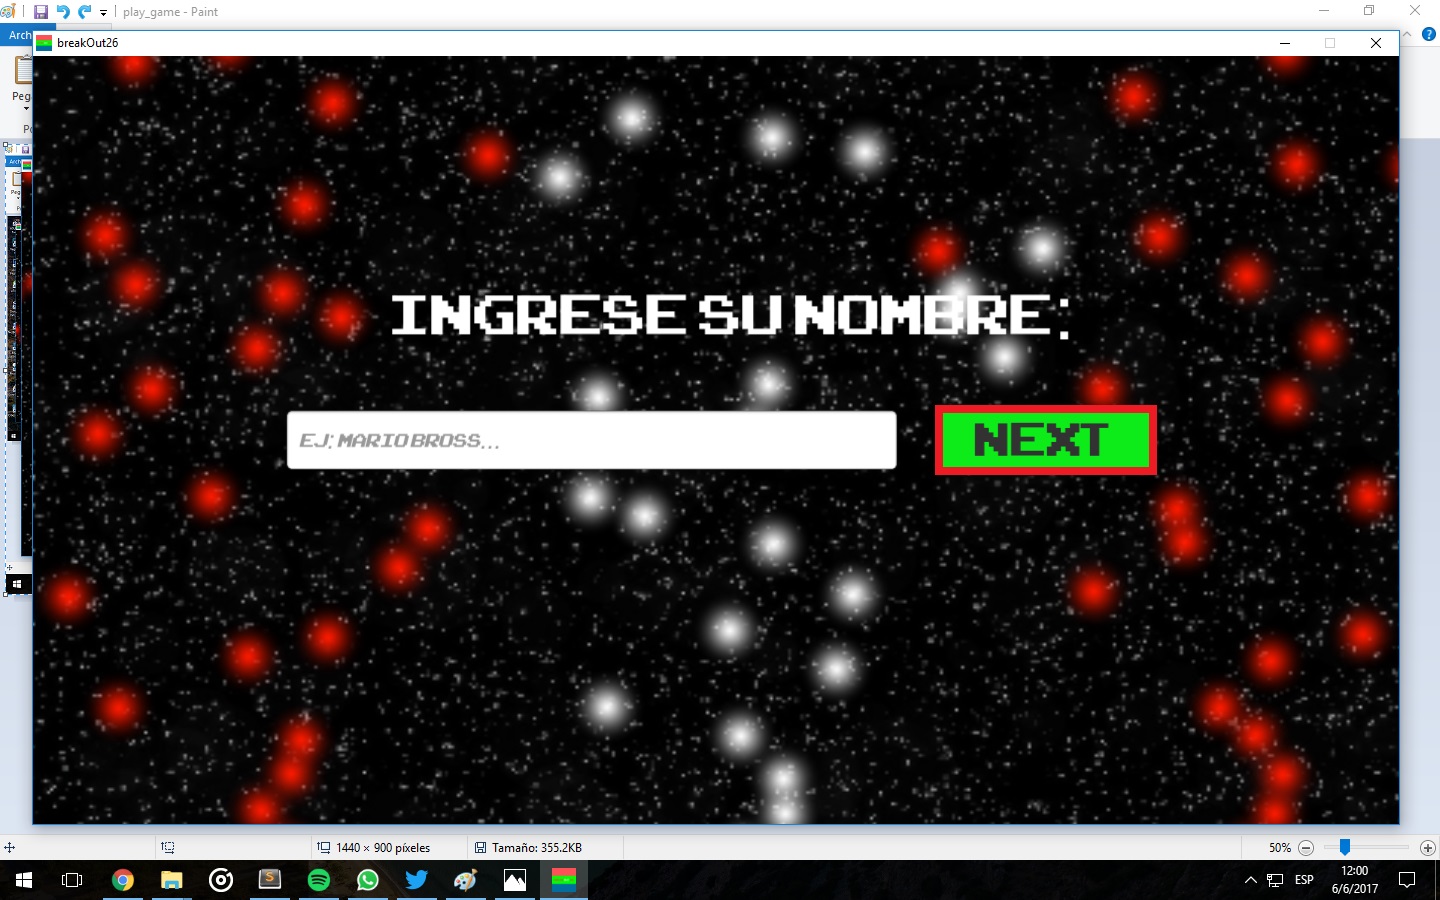 play_game - Paint
Arch
breakOut26
INGRESE SU NOMBRE:
EJ: MARIO BROSS...
NEXT
1440 × 900 píxeles
Tamaño: 355.2KB
50%
ESP
12:00
6/6/2017